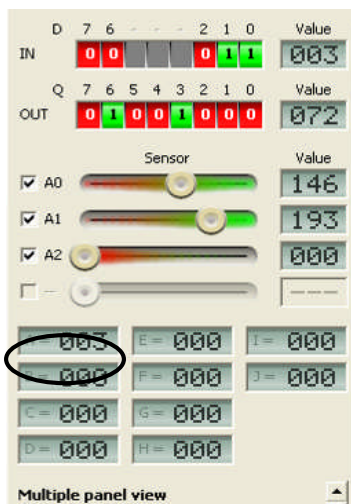 D 7 6 - - - 2 1 0 Value
IN 0 0 0 1 1 003
Q 7 6 5 4 3 2 1 0 Value
OUT 0 1 0 0 1 0 0 0 072
Sensor Value
A0 146
A1 193
A2 000
- ---
A = 003 E = 000 I = 000
B = 000 F = 000 J = 000
C = 000 G = 000
D = 000 H = 000
Multiple panel view